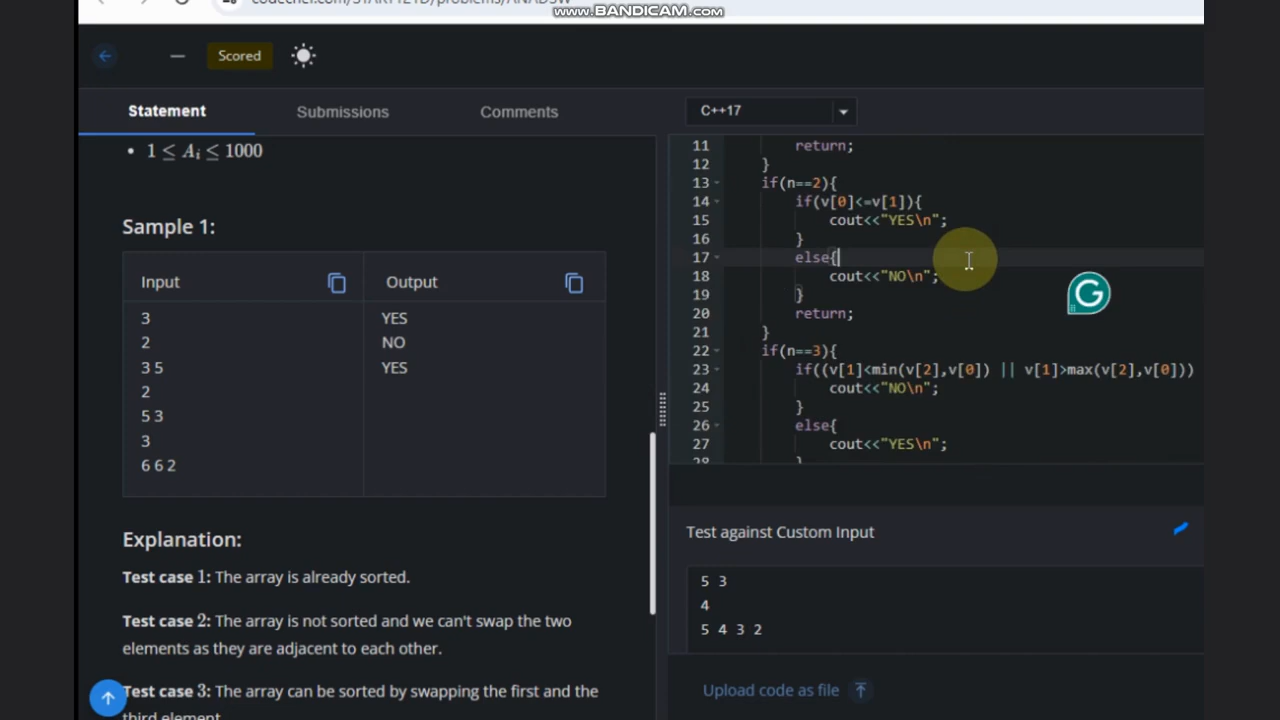 www.BANDICAM.com
Scored
Statement
Submissions
Comments
C++17
• 1 ≤ Ai ≤ 1000
Sample 1:
Input
Output
3
2
3 5
2
5 3
3
6 6 2
YES
NO
YES
Explanation:
Test case 1: The array is already sorted.
Test case 2: The array is not sorted and we can't swap the two
elements as they are adjacent to each other.
Test case 3: The array can be sorted by swapping the first and the
third element
11 return;
12 }
13 if(n==2){
14 if(v[0]<=v[1]){
15 cout<<"YES\n";
16 }
17 else{
18 cout<<"NO\n";
19 }
20 return;
21 }
22 if(n==3){
23 if((v[1]<min(v[2],v[0]) || v[1]>max(v[2],v[0]))
24 cout<<"NO\n";
25 }
26 else{
27 cout<<"YES\n";
28 }
Test against Custom Input
5 3
4
5 4 3 2
Upload code as file